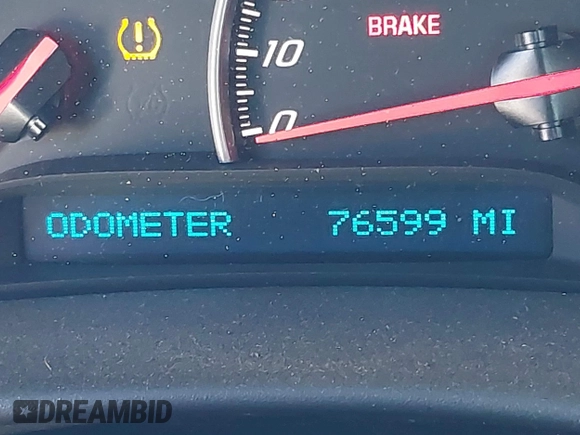 BRAKE
10
0
ODOMETER 76599 MI
DREAMBID